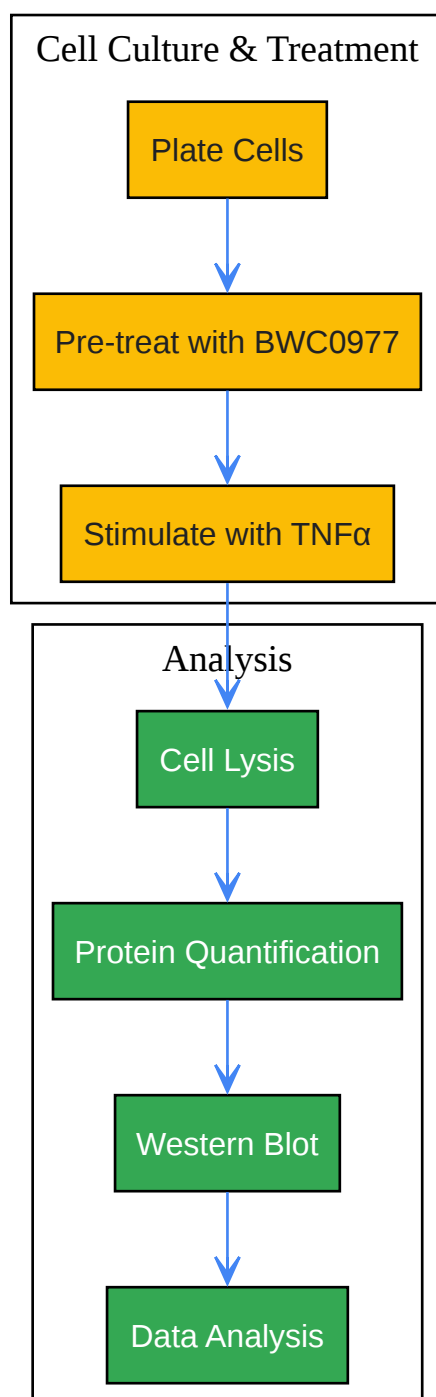 Cell Culture & Treatment
Plate Cells
Pre-treat with BWC0977
Stimulate with TNFα
Analysis
Cell Lysis
Protein Quantification
Western Blot
Data Analysis